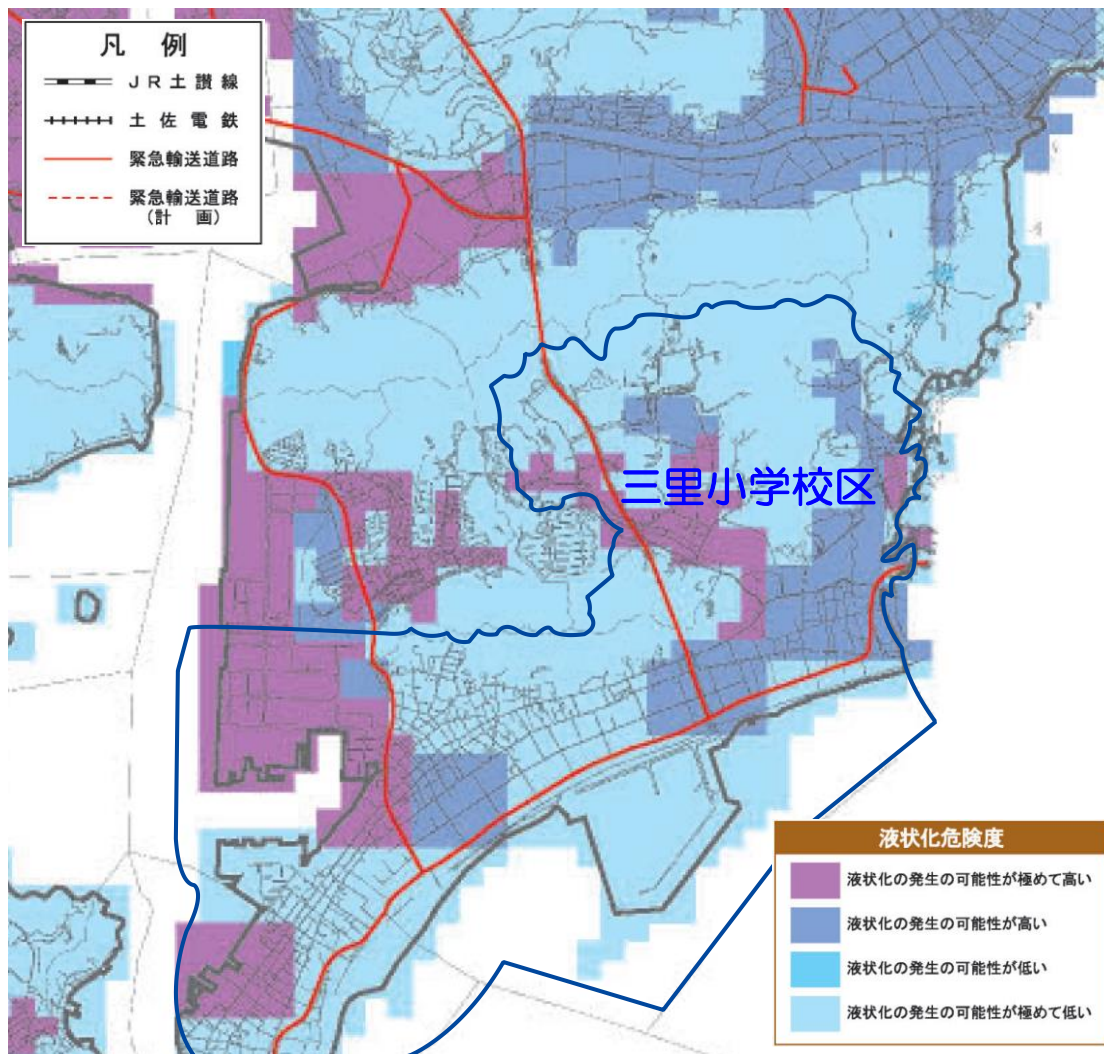 凡 例
JR土讃線
土佐電鉄
緊急輸送道路
緊急輸送道路
(計 画)
三里小学校区
液状化危険度
液状化の発生の可能性が極めて高い
液状化の発生の可能性が高い
液状化の発生の可能性が低い
液状化の発生の可能性が極めて低い